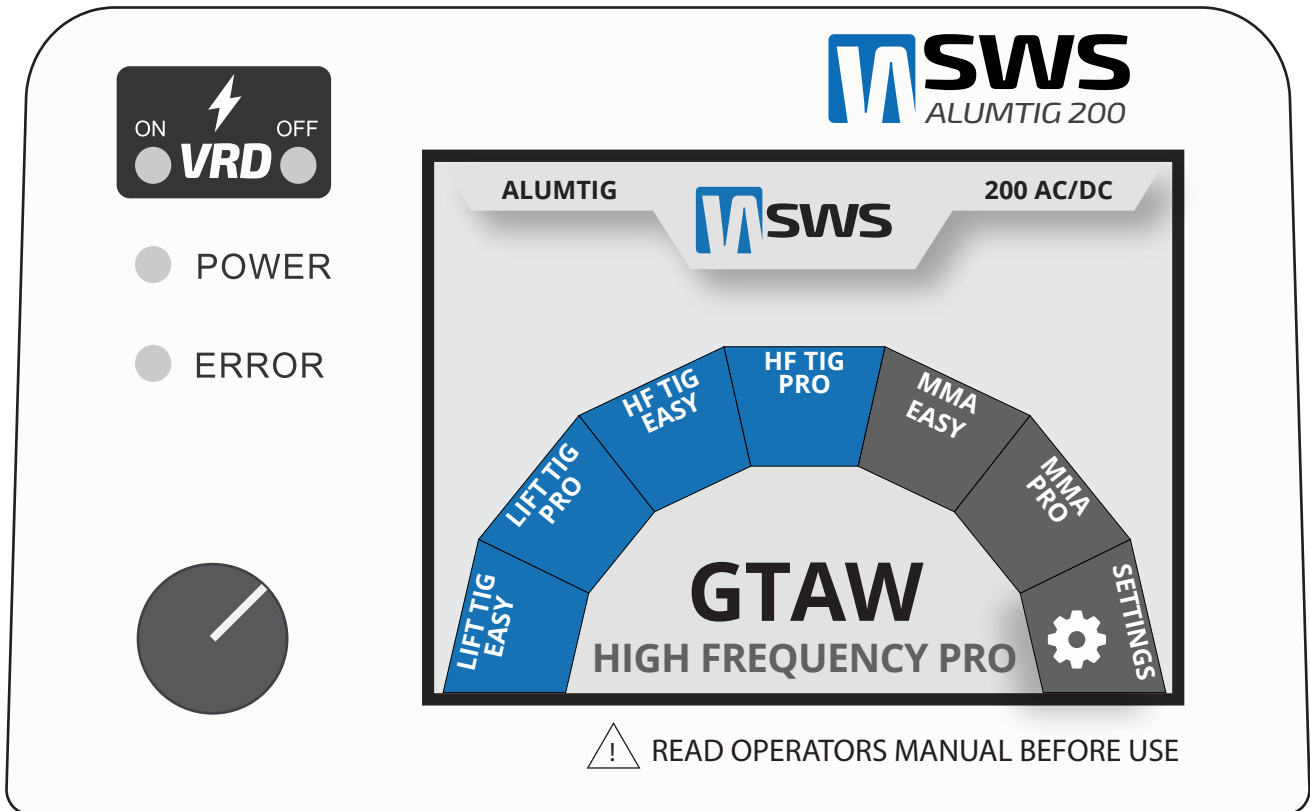 SWS
ALUMTIG 200
ON
OFF
VRD
POWER
ERROR
ALUMTIG
SWS
200 AC/DC
LIFT TIG
EASY
LIFT TIG
PRO
HF TIG
EASY
HF TIG
PRO
MMA
EASY
MMA
PRO
SETTINGS
GTAW
HIGH FREQUENCY PRO
! READ OPERATORS MANUAL BEFORE USE